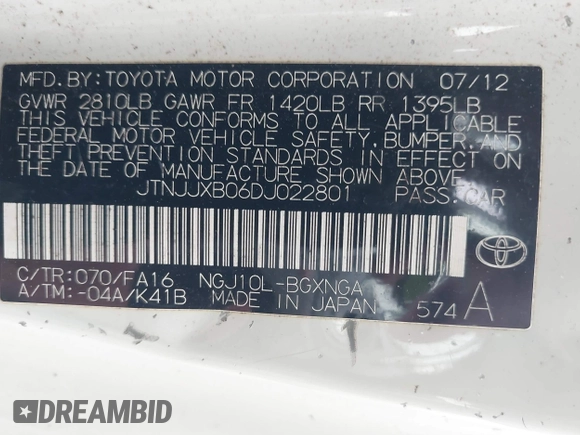 MFD. BY: TOYOTA MOTOR CORPORATION 07/12
GVWR 2810LB GAWR FR 1420LB RR 1395LB
THIS VEHICLE CONFORMS TO ALL APPLICABLE
FEDERAL MOTOR VEHICLE SAFETY, BUMPER, AND
THEFT PREVENTION STANDARDS IN EFFECT ON
THE DATE OF MANUFACTURE SHOWN ABOVE.
JTNJJXB06DJ022801 PASS. CAR
C/TR: 070/FA16 NGJ10L-BGXNGA
A/TM: -04A/K41B MADE IN JAPAN 574 A
TOYOTA
DREAMBID